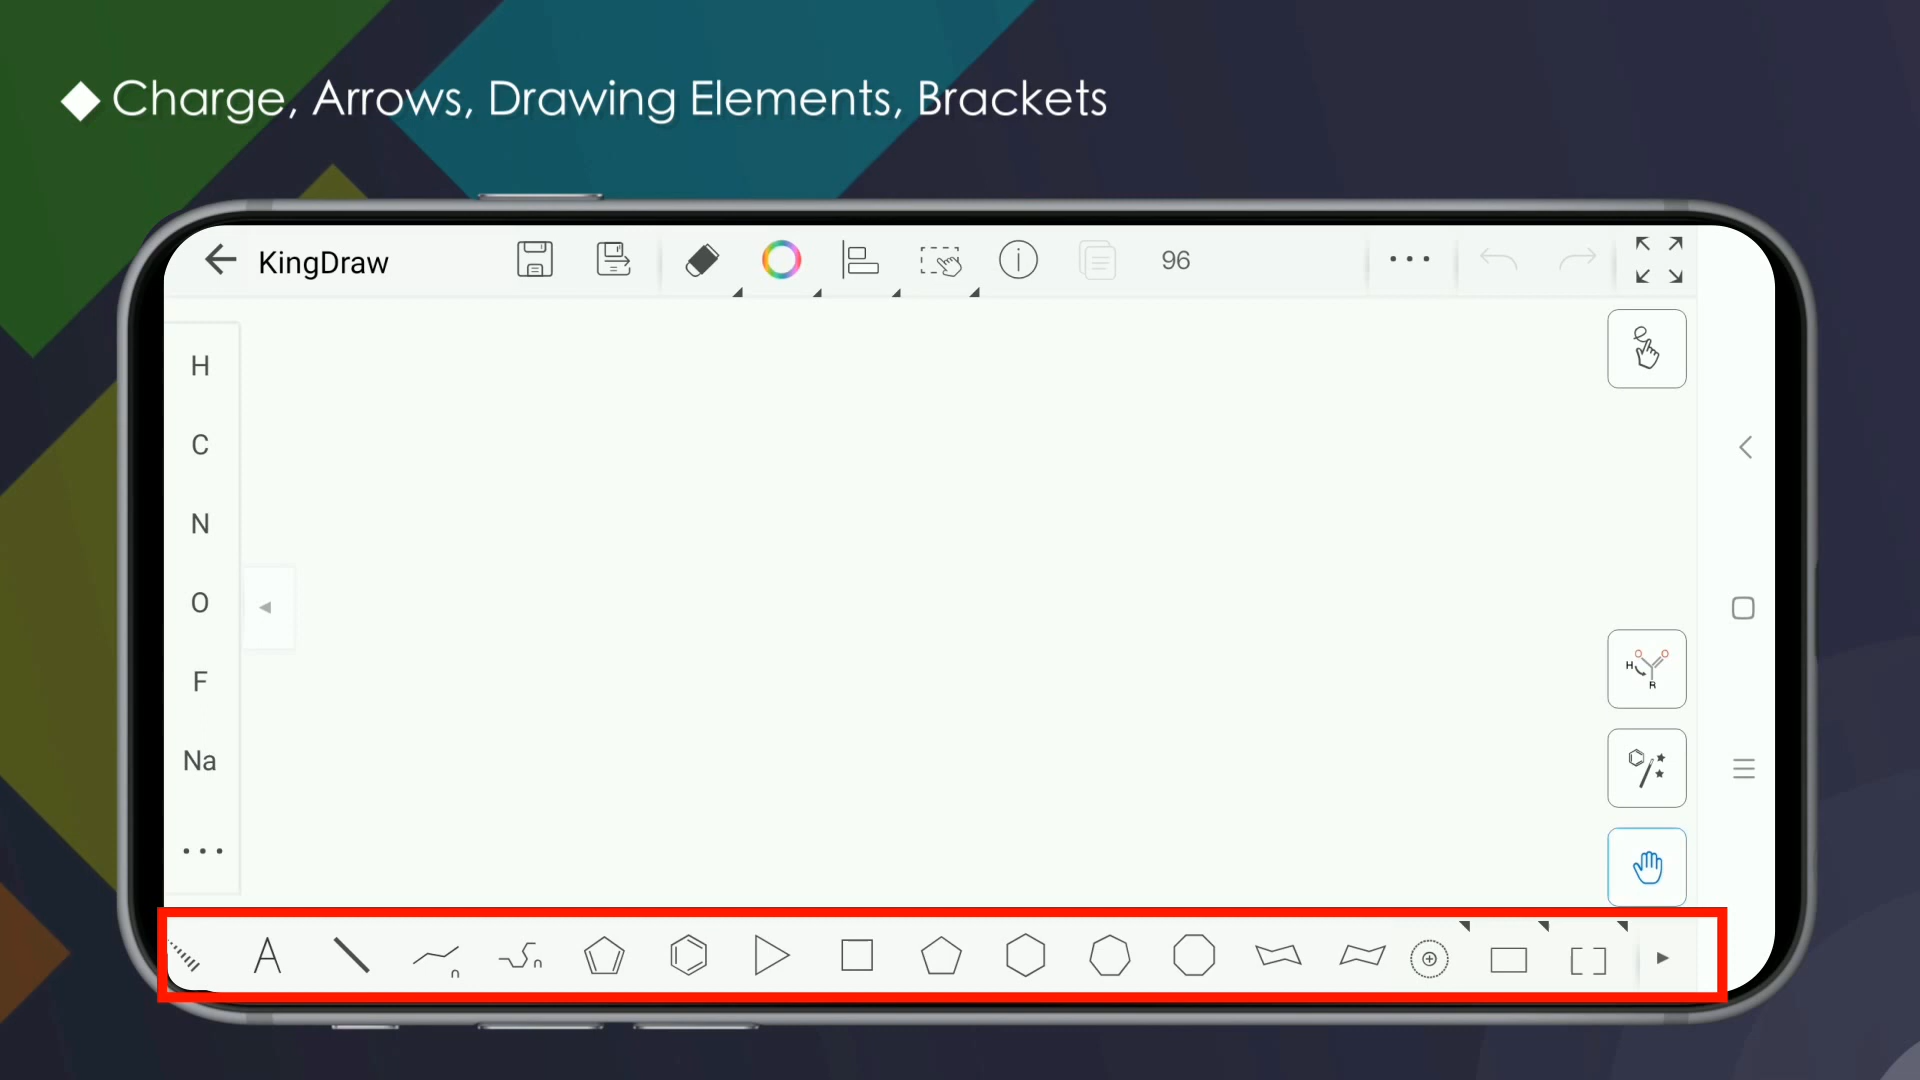 Charge, Arrows, Drawing Elements, Brackets
KingDraw
96
H
C
N
O
F
Na
H O O
R
A
n
n